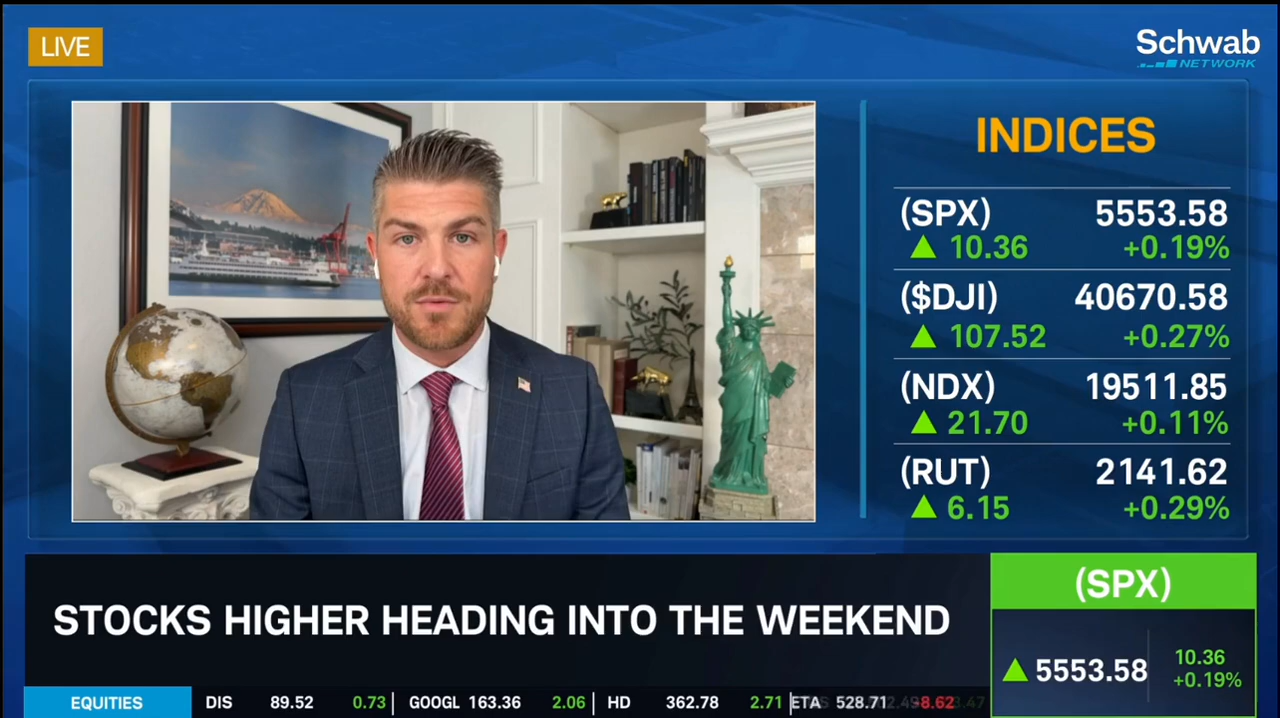 LIVE
Schwab
NETWORK
INDICES
(SPX) 5553.58
▲ 10.36 +0.19%
($DJI) 40670.58
▲ 107.52 +0.27%
(NDX) 19511.85
▲ 21.70 +0.11%
(RUT) 2141.62
▲ 6.15 +0.29%
STOCKS HIGHER HEADING INTO THE WEEKEND
(SPX)
▲ 5553.58 10.36
+0.19%
EQUITIES DIS 89.52 0.73 GOOGL 163.36 2.06 HD 362.78 2.71 ETA 528.71 -8.62